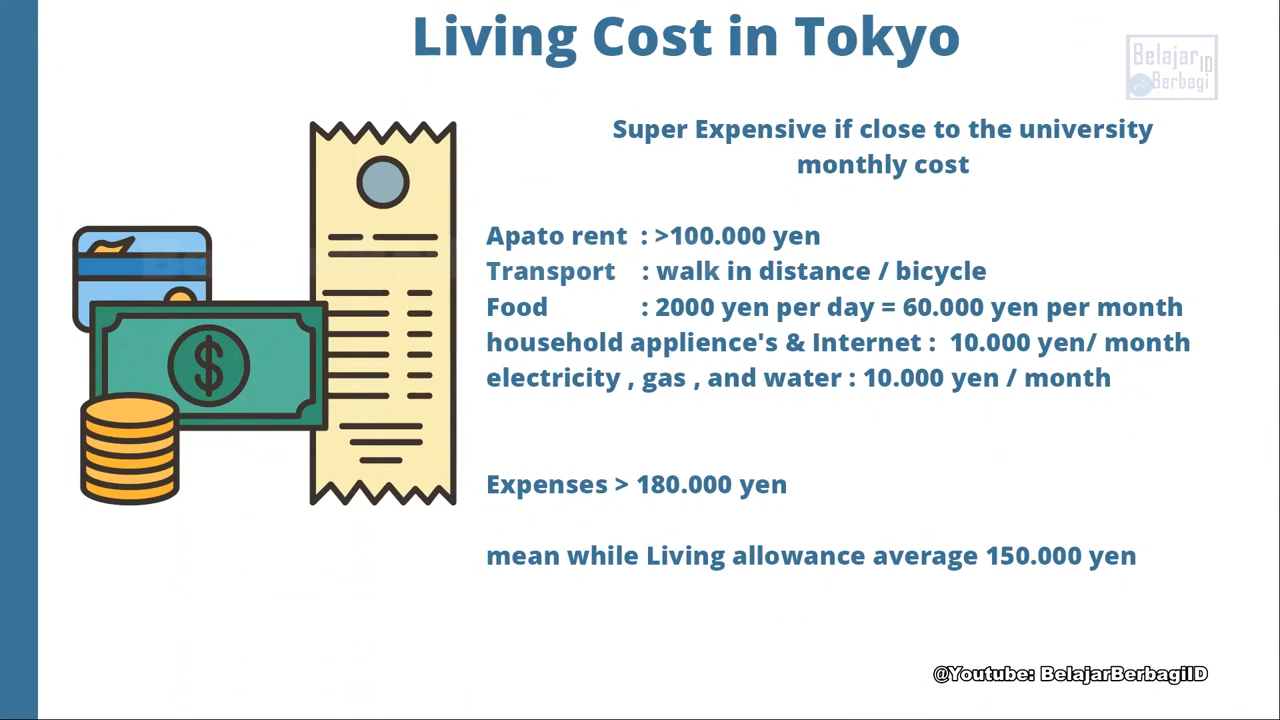 Living Cost in Tokyo
Belajar ID
Berbagi
Super Expensive if close to the university
monthly cost
Apato rent : >100.000 yen
Transport : walk in distance / bicycle
Food : 2000 yen per day = 60.000 yen per month
household applience's & Internet : 10.000 yen/ month
electricity , gas , and water : 10.000 yen / month
$
Expenses > 180.000 yen
mean while Living allowance average 150.000 yen
@Youtube: BelajarBerbagiID